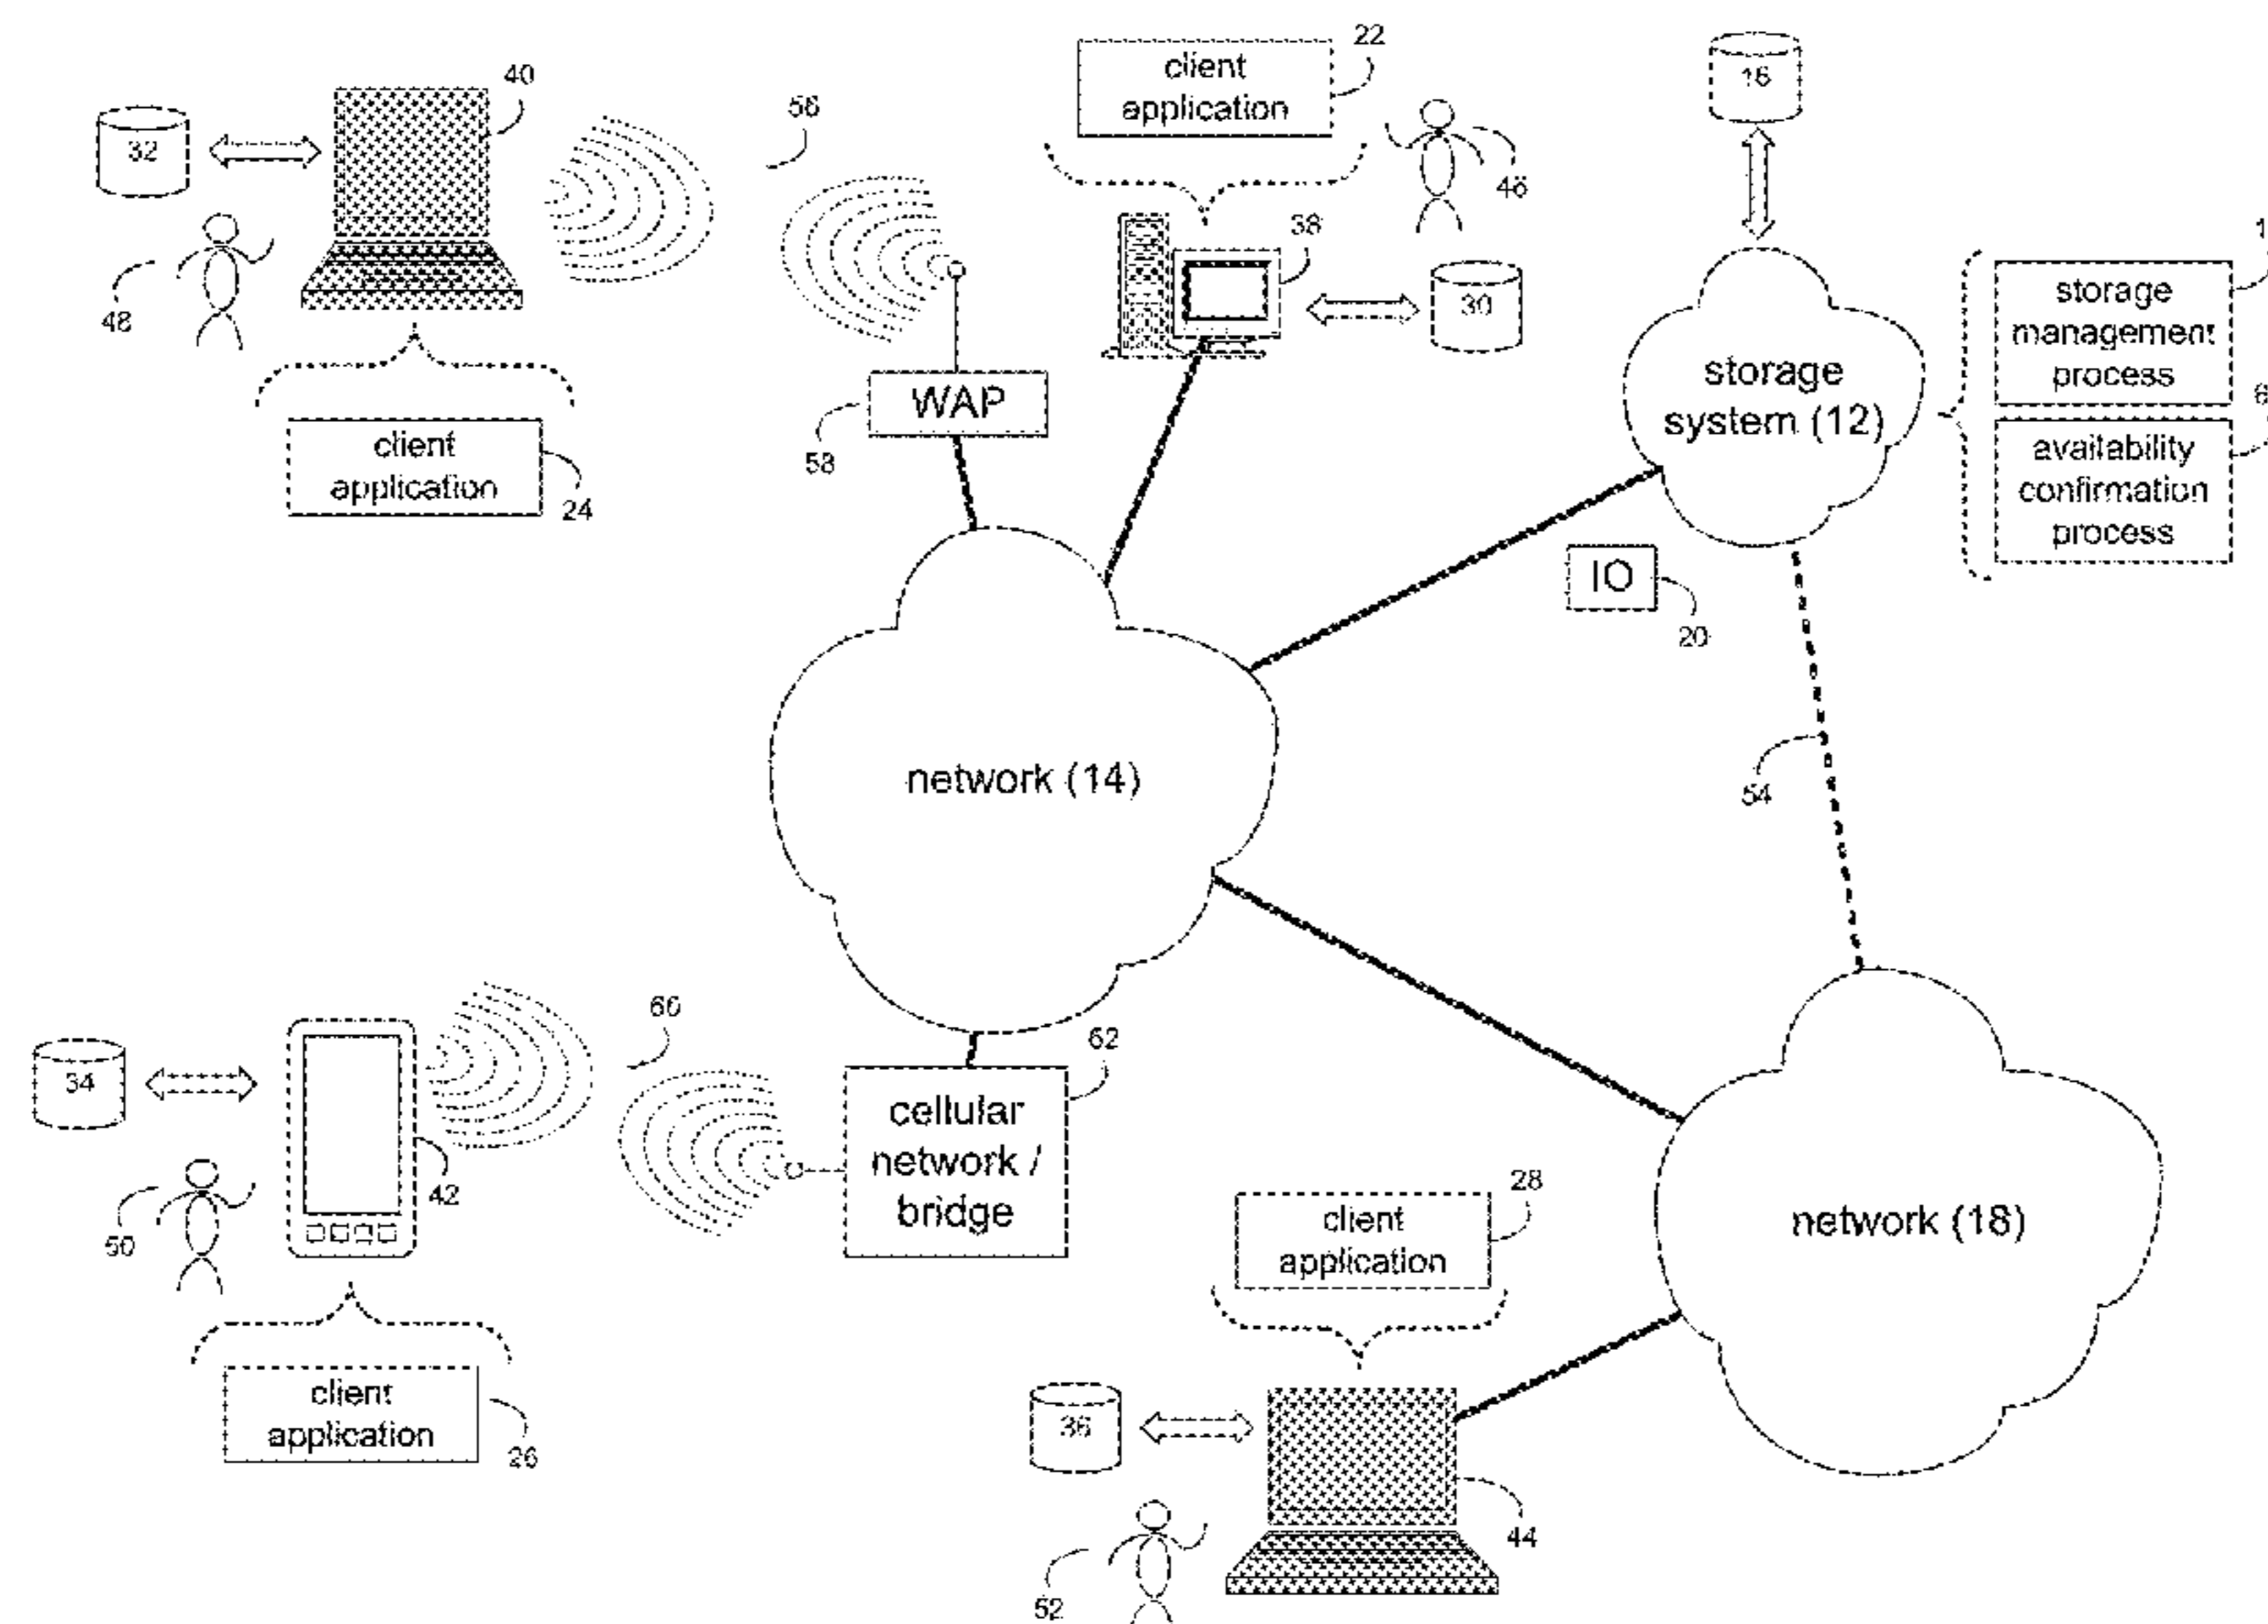 40
32
48
client
application
24
56
WAP
58
client
application
22
46
38
30
16
storage
system (12)
storage
management
process
availability
confirmation
process
IO
20
network (14)
54
34
42
50
60
cellular
network /
bridge
62
client
application
26
client
application
28
network (18)
36
44
52